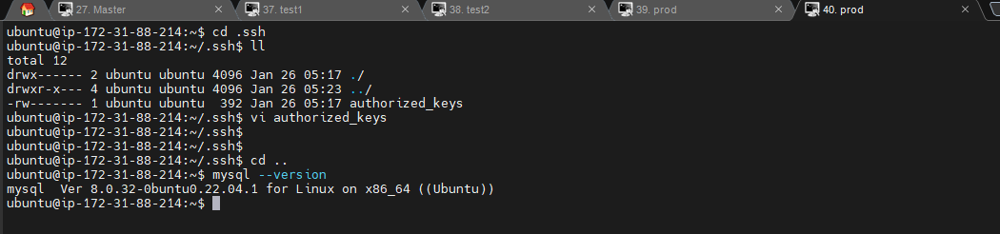 27. Master
37. test1
38. test2
39. prod
40. prod
ubuntu@ip-172-31-88-214:~$ cd .ssh
ubuntu@ip-172-31-88-214:~/.ssh$ ll
total 12
drwx------ 2 ubuntu ubuntu 4096 Jan 26 05:17 ./
drwxr-x--- 4 ubuntu ubuntu 4096 Jan 26 05:23 ../
-rw------- 1 ubuntu ubuntu  392 Jan 26 05:17 authorized_keys
ubuntu@ip-172-31-88-214:~/.ssh$ vi authorized_keys
ubuntu@ip-172-31-88-214:~/.ssh$
ubuntu@ip-172-31-88-214:~/.ssh$
ubuntu@ip-172-31-88-214:~/.ssh$ cd ..
ubuntu@ip-172-31-88-214:~$ mysql --version
mysql  Ver 8.0.32-0buntu0.22.04.1 for Linux on x86_64 ((Ubuntu))
ubuntu@ip-172-31-88-214:~$